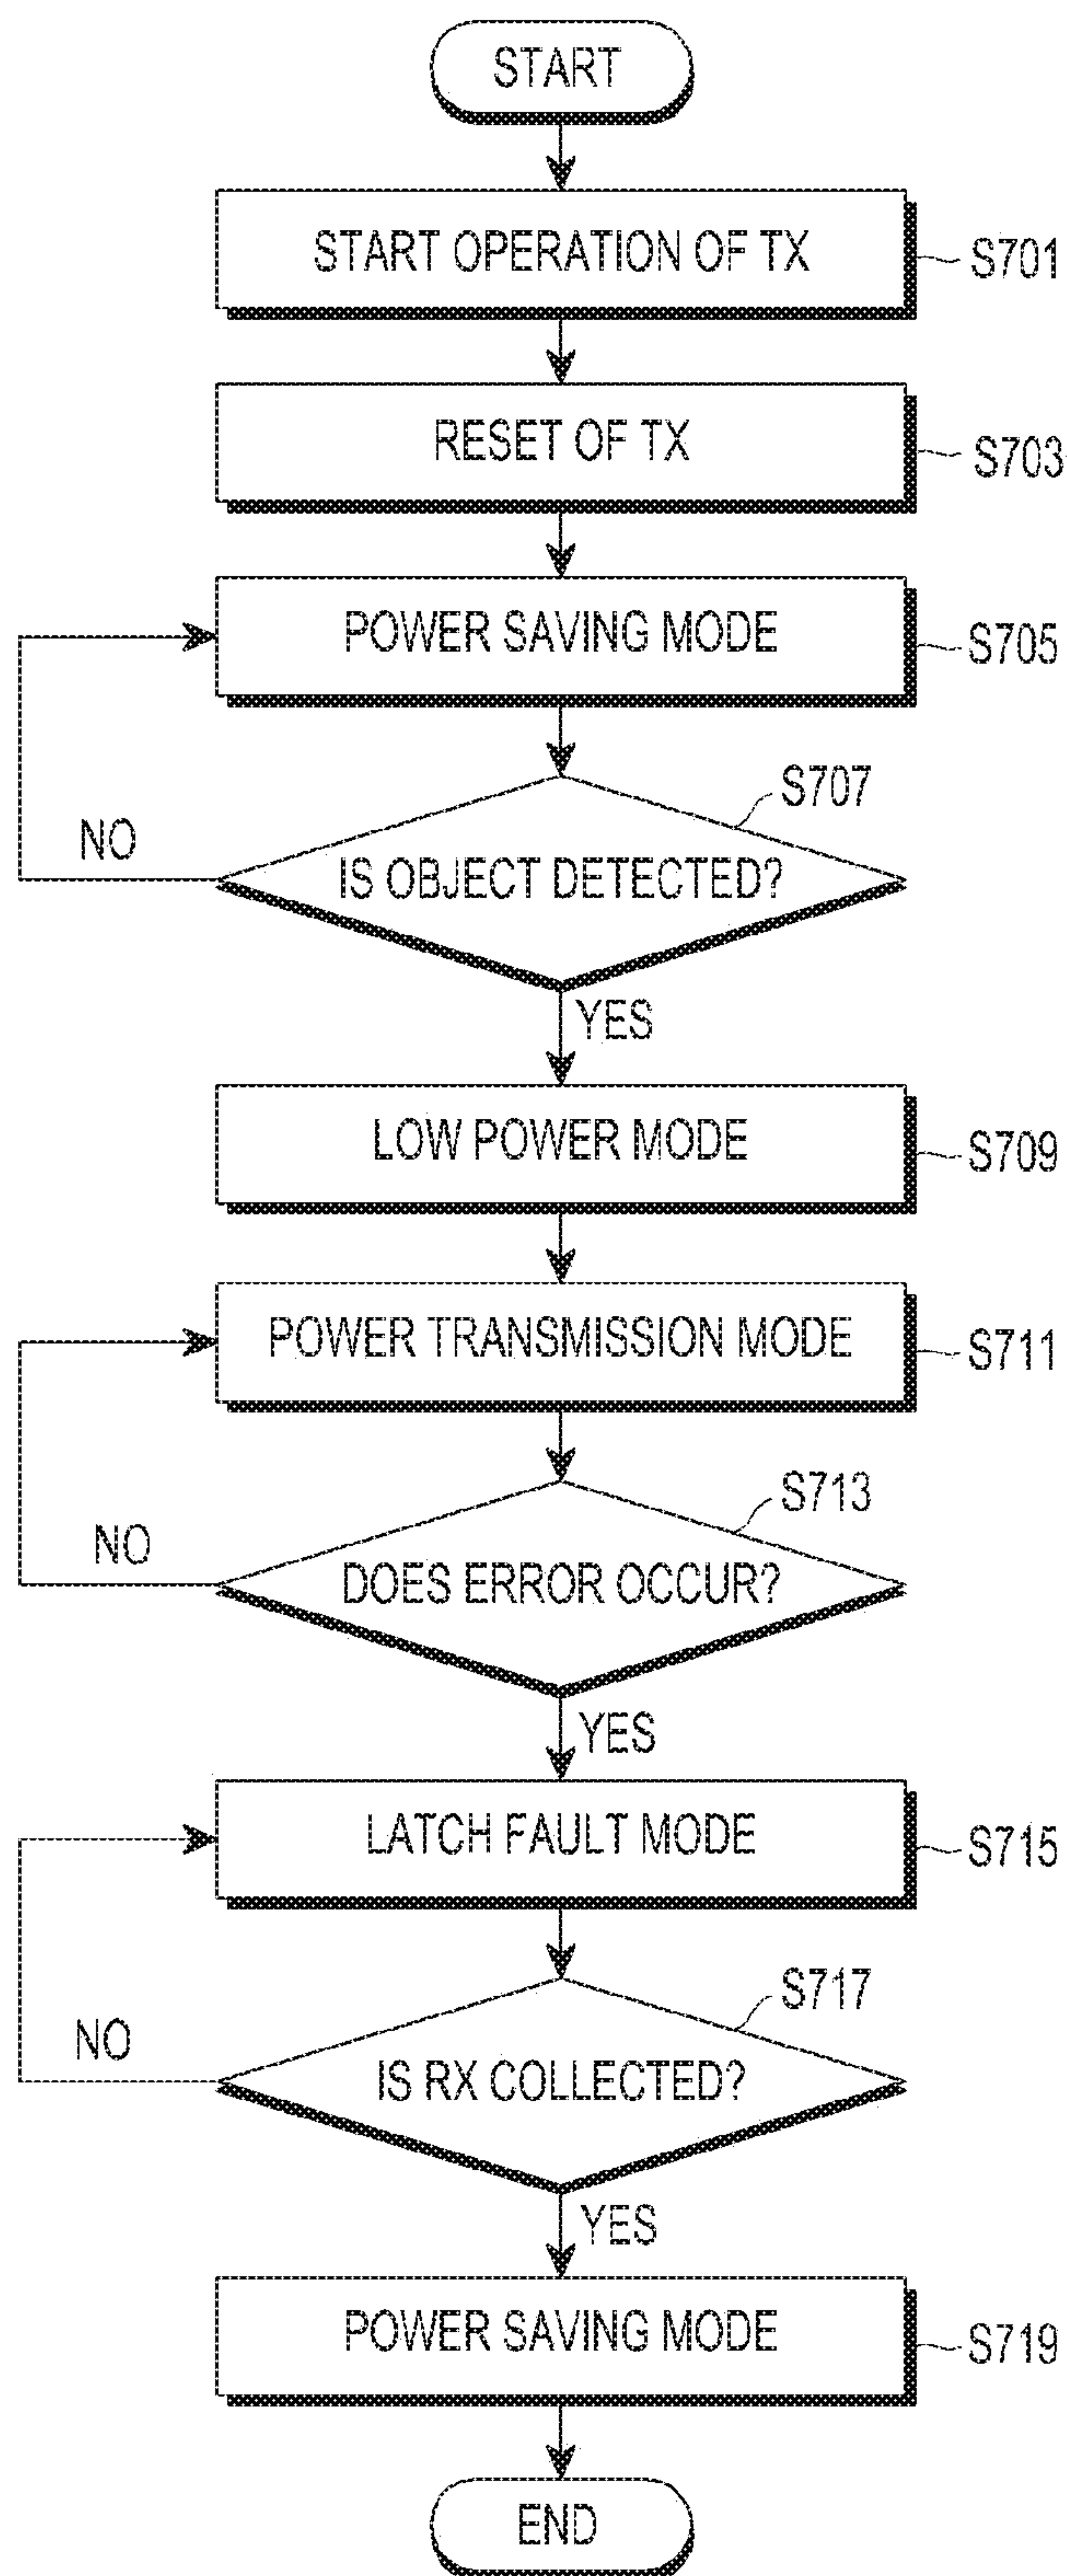 START
START OPERATION OF TX
S701
RESET OF TX
S703
POWER SAVING MODE
S705
S707
NO
IS OBJECT DETECTED?
YES
LOW POWER MODE
S709
POWER TRANSMISSION MODE
S711
S713
NO
DOES ERROR OCCUR?
YES
LATCH FAULT MODE
S715
S717
NO
IS RX COLLECTED?
YES
POWER SAVING MODE
S719
END